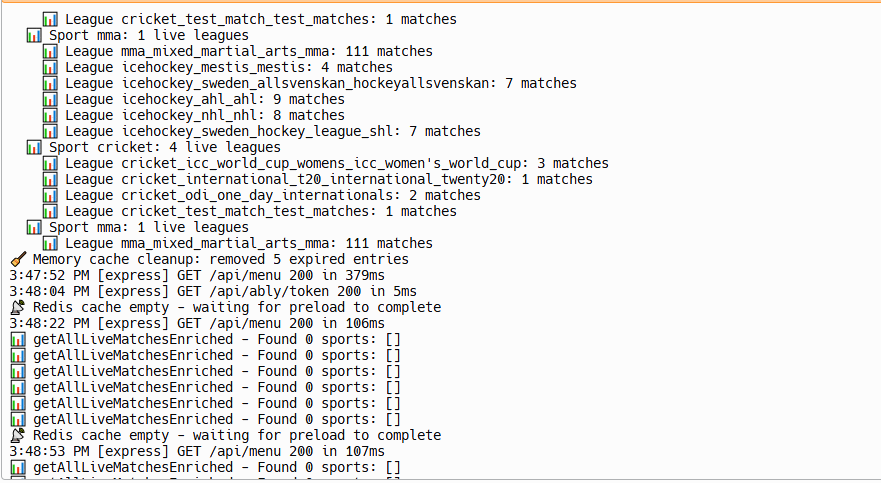 League cricket_test_match_test_matches: 1 matches
Sport mma: 1 live leagues
League mma_mixed_martial_arts_mma: 111 matches
League icehockey_mestis_mestis: 4 matches
League icehockey_sweden_allsvenskan_hockeyallsvenskan: 7 matches
League icehockey_ahl_ahl: 9 matches
League icehockey_nhl_nhl: 8 matches
League icehockey_sweden_hockey_league_shl: 7 matches
Sport cricket: 4 live leagues
League cricket_icc_world_cup_womens_icc_women's_world_cup: 3 matches
League cricket_international_t20_international_twenty20: 1 matches
League cricket_odi_one_day_internationals: 2 matches
League cricket_test_match_test_matches: 1 matches
Sport mma: 1 live leagues
League mma_mixed_martial_arts_mma: 111 matches
Memory cache cleanup: removed 5 expired entries
3:47:52 PM [express] GET /api/menu 200 in 379ms
3:48:04 PM [express] GET /api/ably/token 200 in 5ms
Redis cache empty - waiting for preload to complete
3:48:22 PM [express] GET /api/menu 200 in 106ms
getAllLiveMatchesEnriched - Found 0 sports: []
getAllLiveMatchesEnriched - Found 0 sports: []
getAllLiveMatchesEnriched - Found 0 sports: []
getAllLiveMatchesEnriched - Found 0 sports: []
getAllLiveMatchesEnriched - Found 0 sports: []
getAllLiveMatchesEnriched - Found 0 sports: []
Redis cache empty - waiting for preload to complete
3:48:53 PM [express] GET /api/menu 200 in 107ms
getAllLiveMatchesEnriched - Found 0 sports: []